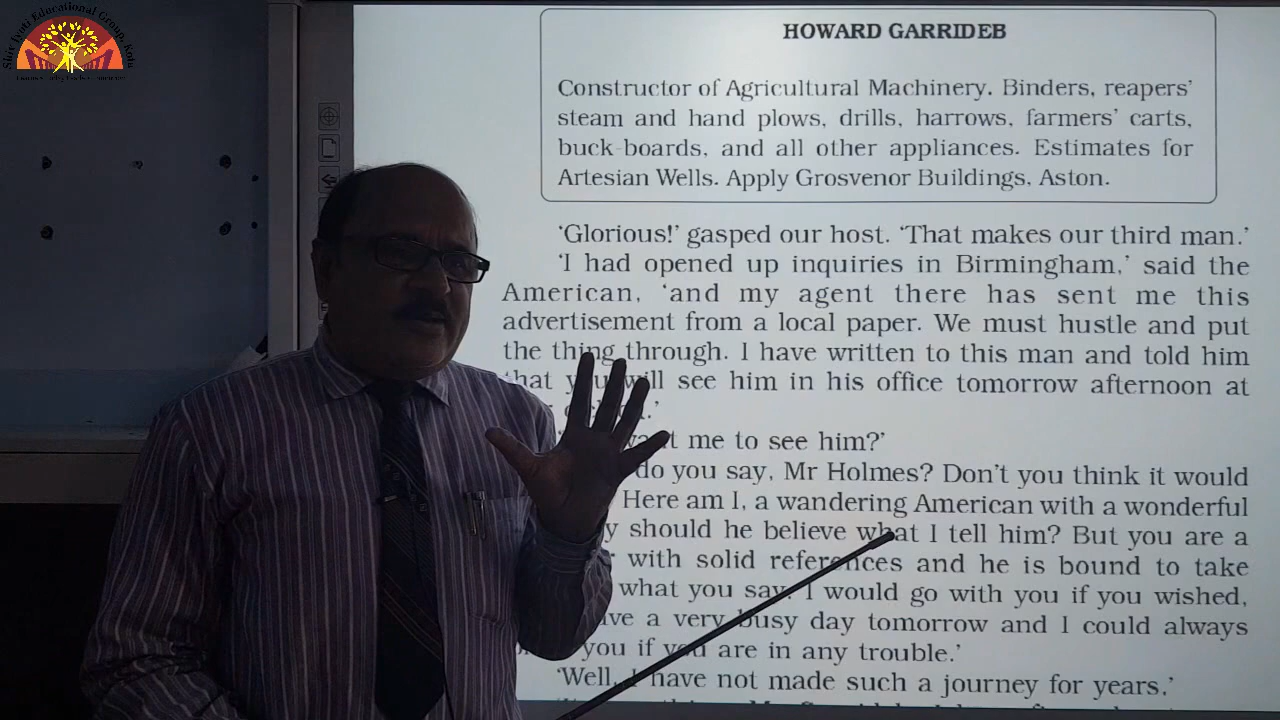 Shiv Jyoti Educational Group, Kota
HOWARD GARRIDEB
Constructor of Agricultural Machinery. Binders, reapers'
steam and hand plows, drills, harrows, farmers' carts,
buck-boards, and all other appliances. Estimates for
Artesian Wells. Apply Grosvenor Buildings, Aston.
'Glorious!' gasped our host. 'That makes our third man.'
'I had opened up inquiries in Birmingham,' said the
American, 'and my agent there has sent me this
advertisement from a local paper. We must hustle and put
the thing through. I have written to this man and told him
that you will see him in his office tomorrow afternoon at
want me to see him?'
do you say, Mr Holmes? Don't you think it would
Here am I, a wandering American with a wonderful
should he believe what I tell him? But you are a
with solid references and he is bound to take
what you say. I would go with you if you wished,
a very busy day tomorrow and I could always
you if you are in any trouble.'
'Well, I have not made such a journey for years.'